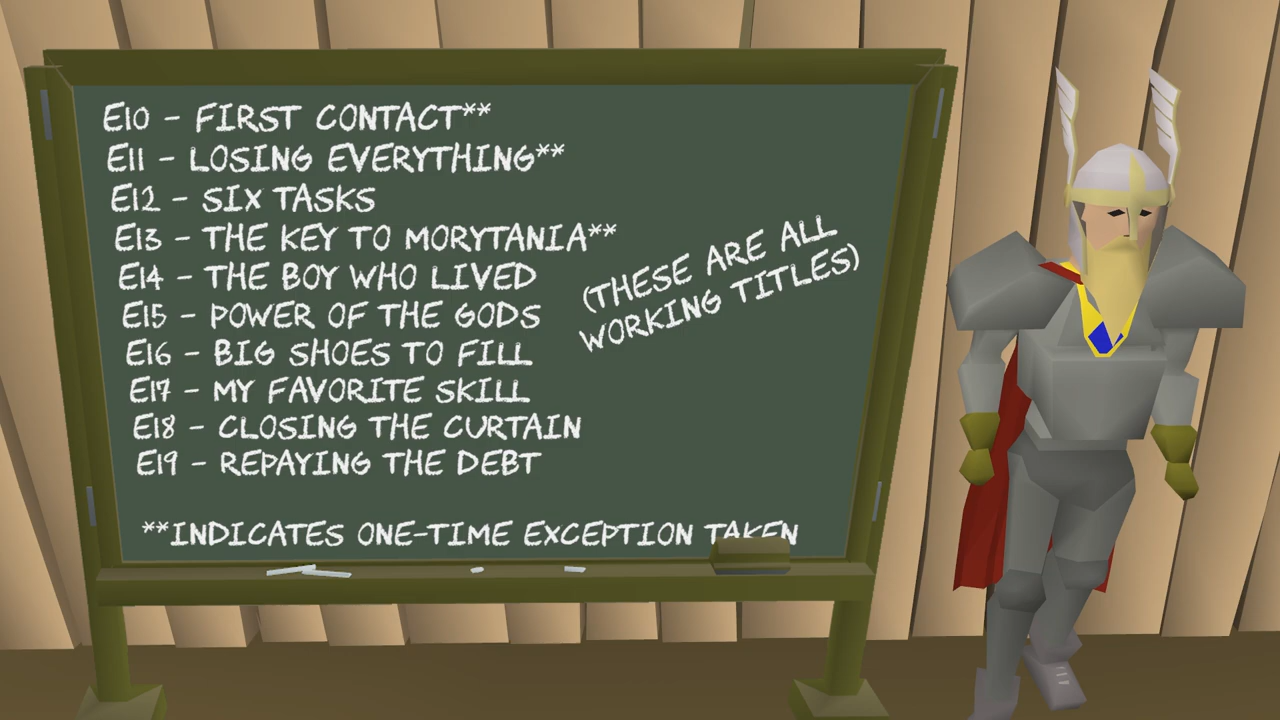 E10 - FIRST CONTACT**
E11 - LOSING EVERYTHING**
E12 - SIX TASKS
E13 - THE KEY TO MORYTANIA**
E14 - THE BOY WHO LIVED
E15 - POWER OF THE GODS
E16 - BIG SHOES TO FILL
E17 - MY FAVORITE SKILL
E18 - CLOSING THE CURTAIN
E19 - REPAYING THE DEBT
(THESE ARE ALL
WORKING TITLES)
**INDICATES ONE-TIME EXCEPTION TAKEN